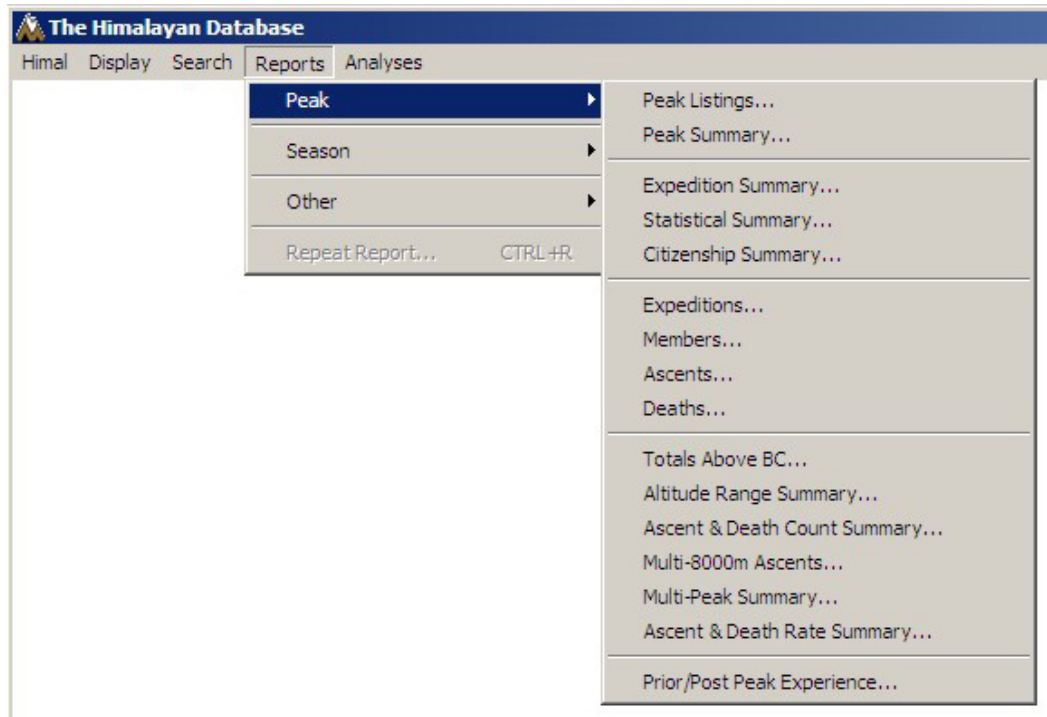 The Himalayan Database
Himal Display Search Reports Analyses
Peak
Season
Other
Repeat Report... CTRL+R
Peak Listings...
Peak Summary...
Expedition Summary...
Statistical Summary...
Citizenship Summary...
Expeditions...
Members...
Ascents...
Deaths...
Totals Above BC...
Altitude Range Summary...
Ascent & Death Count Summary...
Multi-8000m Ascents...
Multi-Peak Summary...
Ascent & Death Rate Summary...
Prior/Post Peak Experience...